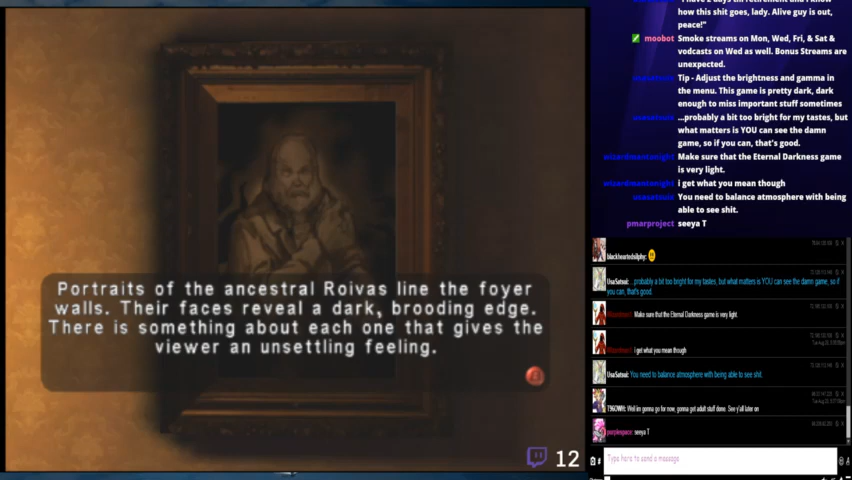 Portraits of the ancestral Roivas line the foyer
walls. Their faces reveal a dark, brooding edge.
There is something about each one that gives the
viewer an unsettling feeling.
12
how this shit goes, lady. Alive guy is out,
peace!"
moobot Smoke streams on Mon, Wed, Fri, & Sat &
vodcasts on Wed as well. Bonus Streams are
unexpected.
Tip - Adjust the brightness and gamma in
the menu. This game is pretty dark, dark
enough to miss important stuff sometimes
...probably a bit too bright for my tastes, but
what matters is YOU can see the damn
game, so if you can, that's good.
Make sure that the Eternal Darkness game
is very light.
i get what you mean though
You need to balance atmosphere with being
able to see shit.
pmarproject seeya T
UsaSatsui: ...probably a bit too bright for my tastes, but what matters is YOU can see the damn game, so if
you can, that's good.
Make sure that the Eternal Darkness game is very light.
i get what you mean though
UsaSatsui: You need to balance atmosphere with being able to see shit.
Well im gonna go for now, gonna get adult stuff done. See y'all later on
seeya T
Type here to send a message